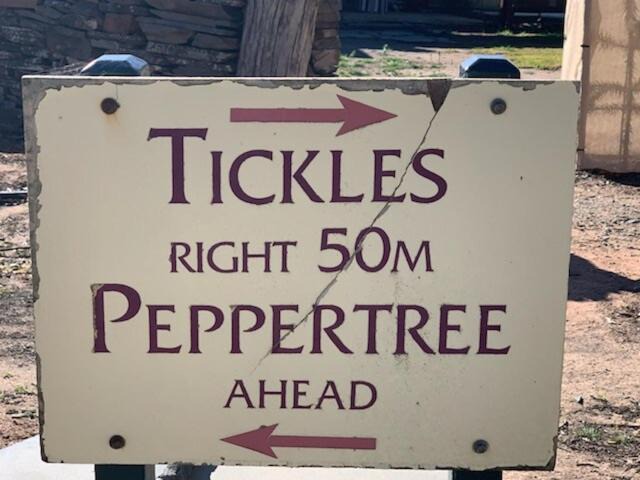 TICKLES
RIGHT 50M
PEPPERTREE
AHEAD